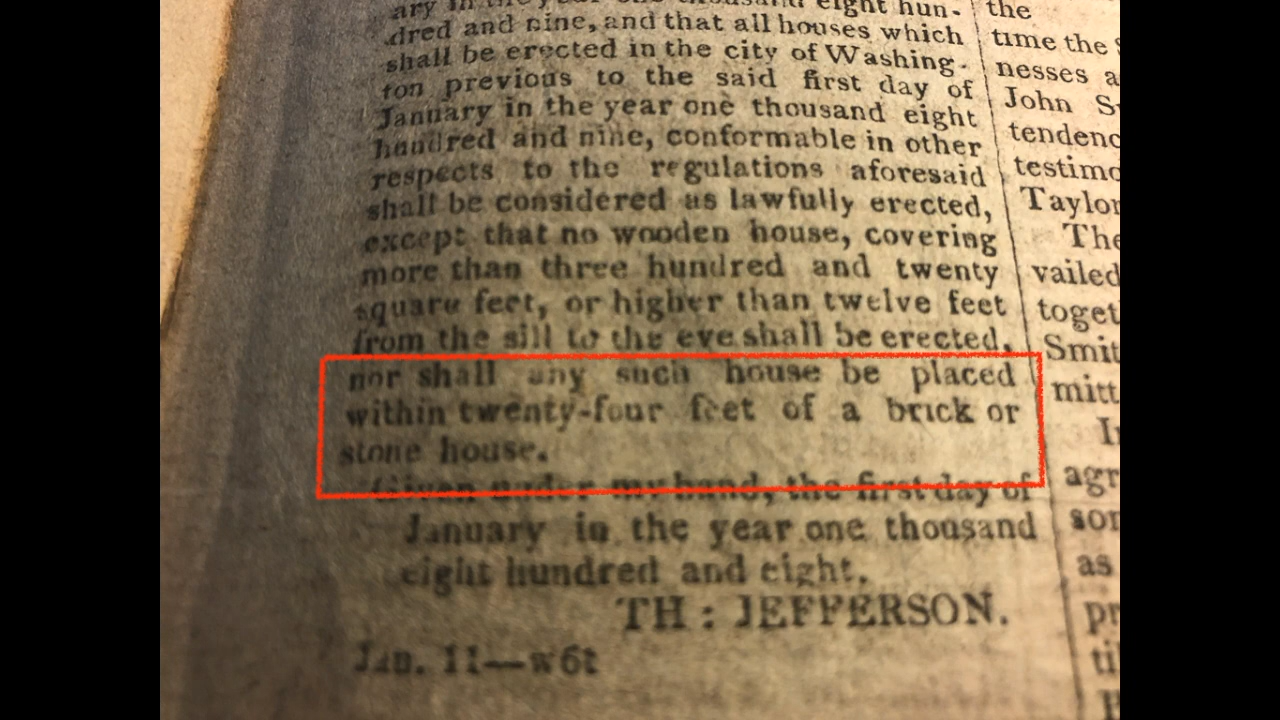 ary in the year one thousand eight hun-
dred and nine, and that all houses which
shall be erected in the city of Washing-
ton previous to the said first day of
January in the year one thousand eight
hundred and nine, conformable in other
respects to the regulations aforesaid
shall be considered as lawfully erected,
except that no wooden house, covering
more than three hundred and twenty
square feet, or higher than twelve feet
from the sill to the eve shall be erected,
nor shall any such house be placed
within twenty-four feet of a brick or
stone house.
Given under my hand, the first day of
January in the year one thousand
eight hundred and eight.
TH: JEFFERSON.
Jan. 11—w6t
the
time the
nesses a
John S
tendenc
testimo
Taylor
The
vailed
toget
Smit
mitt
I
agr
sor
as
pr
ti